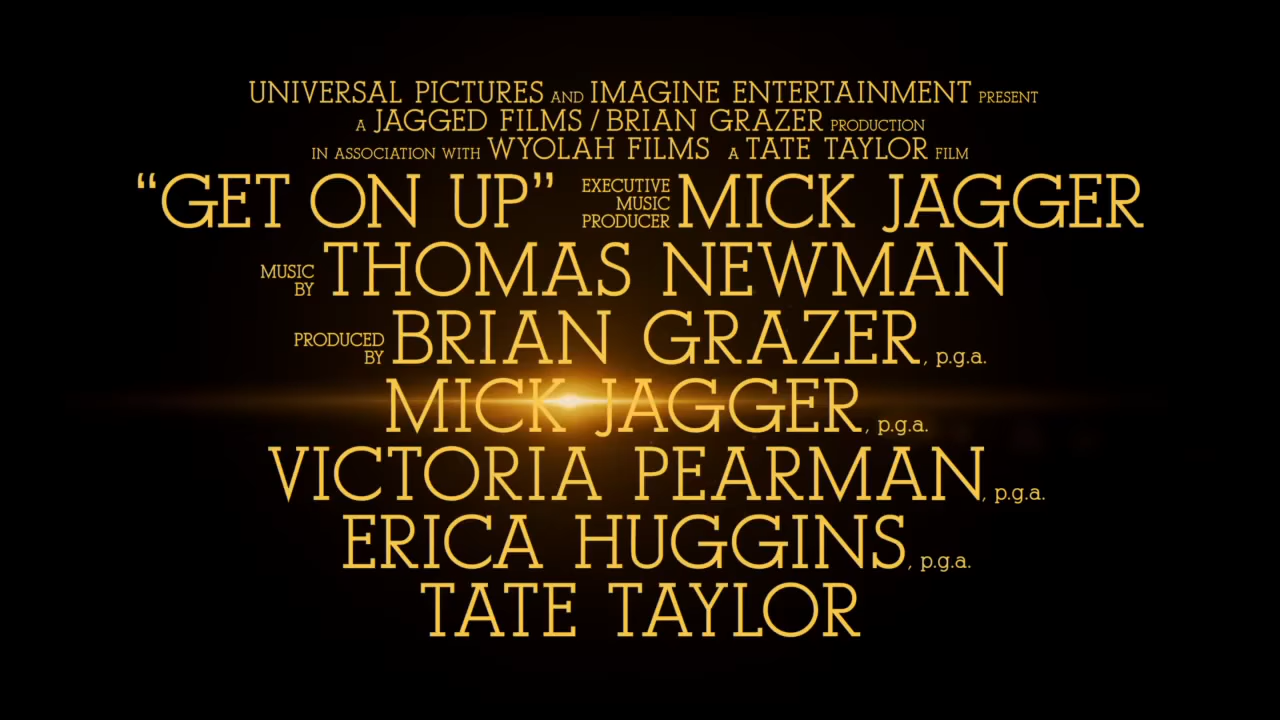 UNIVERSAL PICTURES AND IMAGINE ENTERTAINMENT PRESENT
A JAGGED FILMS / BRIAN GRAZER PRODUCTION
IN ASSOCIATION WITH WYOLAH FILMS A TATE TAYLOR FILM
“GET ON UP” EXECUTIVE MUSIC PRODUCER MICK JAGGER
MUSIC BY THOMAS NEWMAN
PRODUCED BY BRIAN GRAZER, p.g.a.
MICK JAGGER, p.g.a.
VICTORIA PEARMAN, p.g.a.
ERICA HUGGINS, p.g.a.
TATE TAYLOR